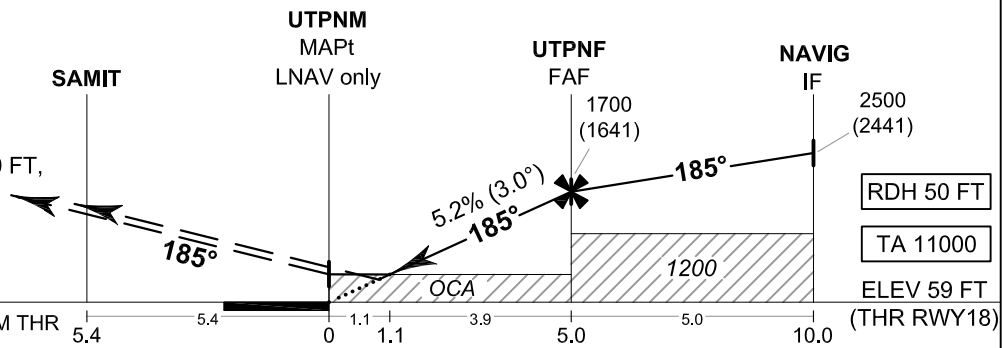 UTPNM
MAPt
LNAV only
SAMIT
UTPNF
FAF
NAVIG
IF
1700
(1641)
2500
(2441)
FT,
5.2% (3.0°)
185°
185°
185°
RDH 50 FT
TA 11000
ELEV 59 FT
(THR RWY18)
OCA
1200
THR
5.4
1.1
3.9
5.0
5.4
0
1.1
5.0
10.0